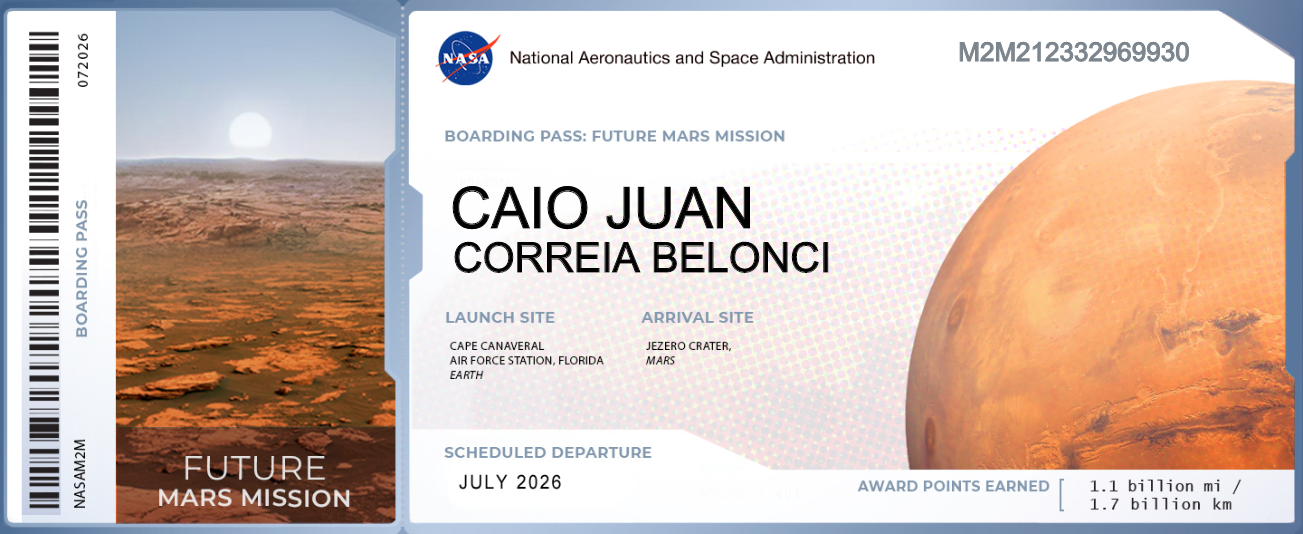 072026
BOARDING PASS
NASAM2M
FUTURE
MARS MISSION
NASA
National Aeronautics and Space Administration
M2M212332969930
BOARDING PASS: FUTURE MARS MISSION
CAIO JUAN
CORREIA BELONCI
LAUNCH SITE
CAPE CANAVERAL
AIR FORCE STATION, FLORIDA
EARTH
ARRIVAL SITE
JEZERO CRATER,
MARS
SCHEDULED DEPARTURE
JULY 2026
AWARD POINTS EARNED
1.1 billion mi /
1.7 billion km